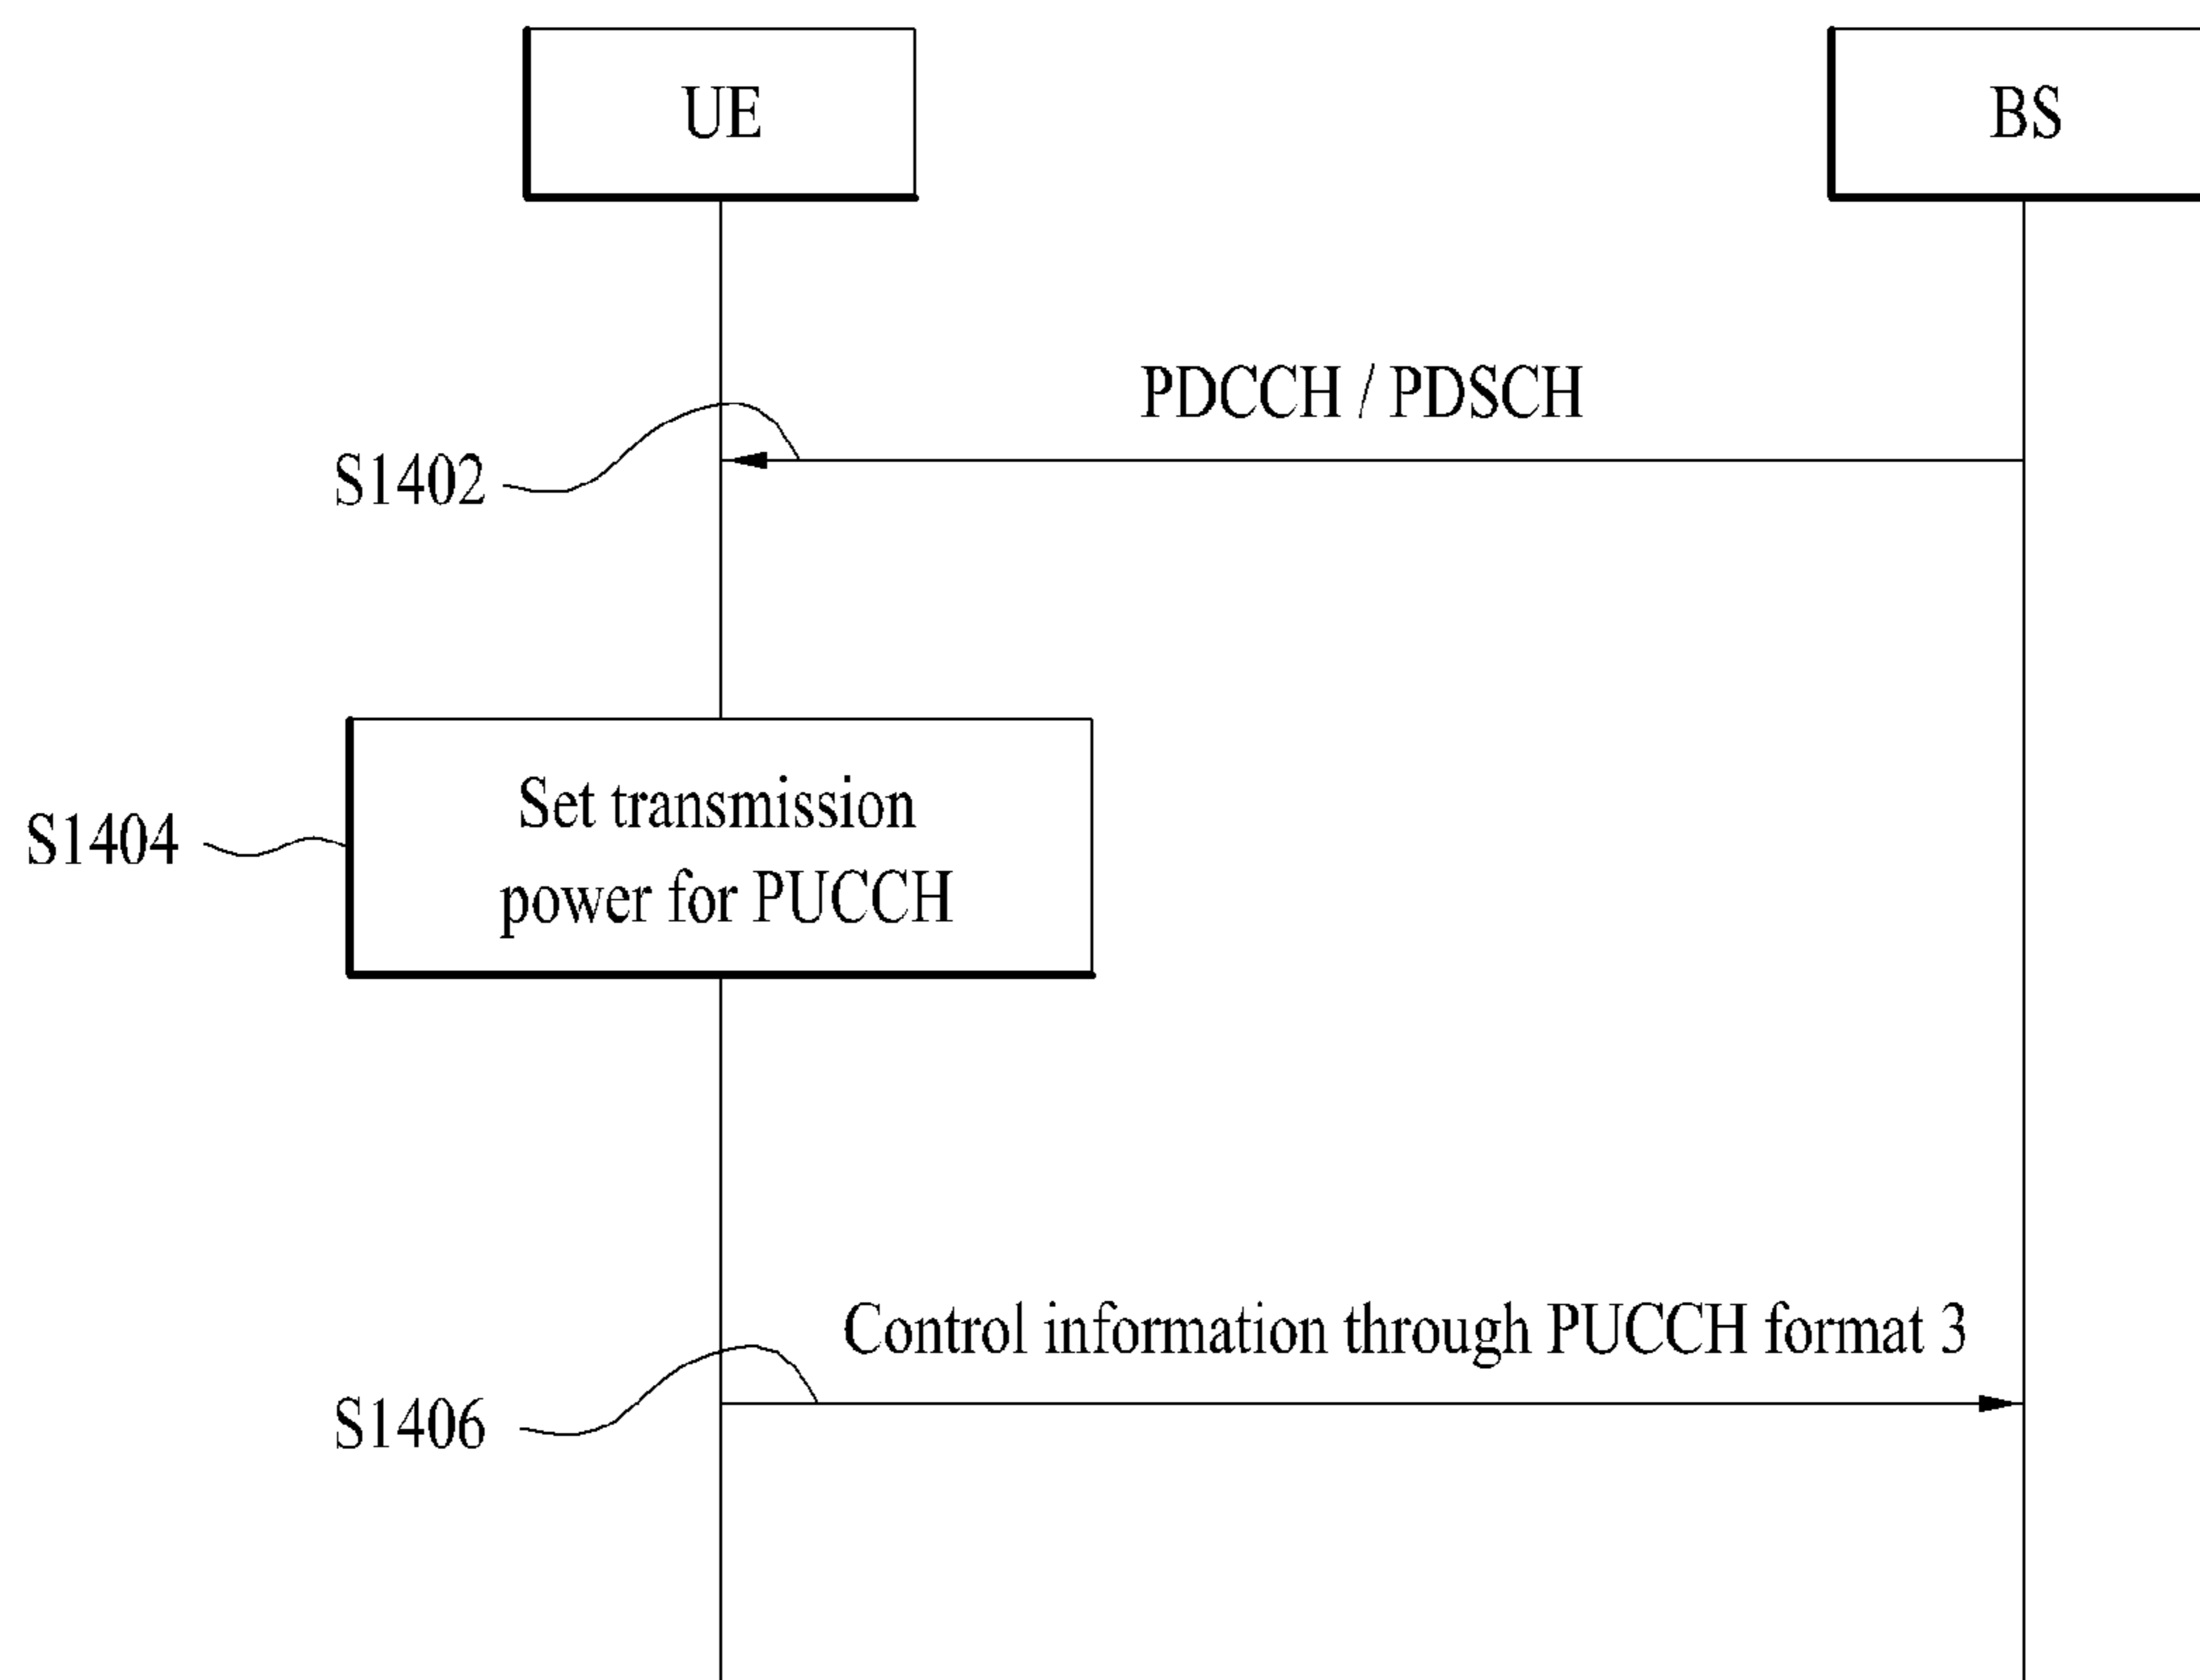 UE
BS
PDCCH / PDSCH
S1402
Set transmission
power for PUCCH
S1404
Control information through PUCCH format 3
S1406